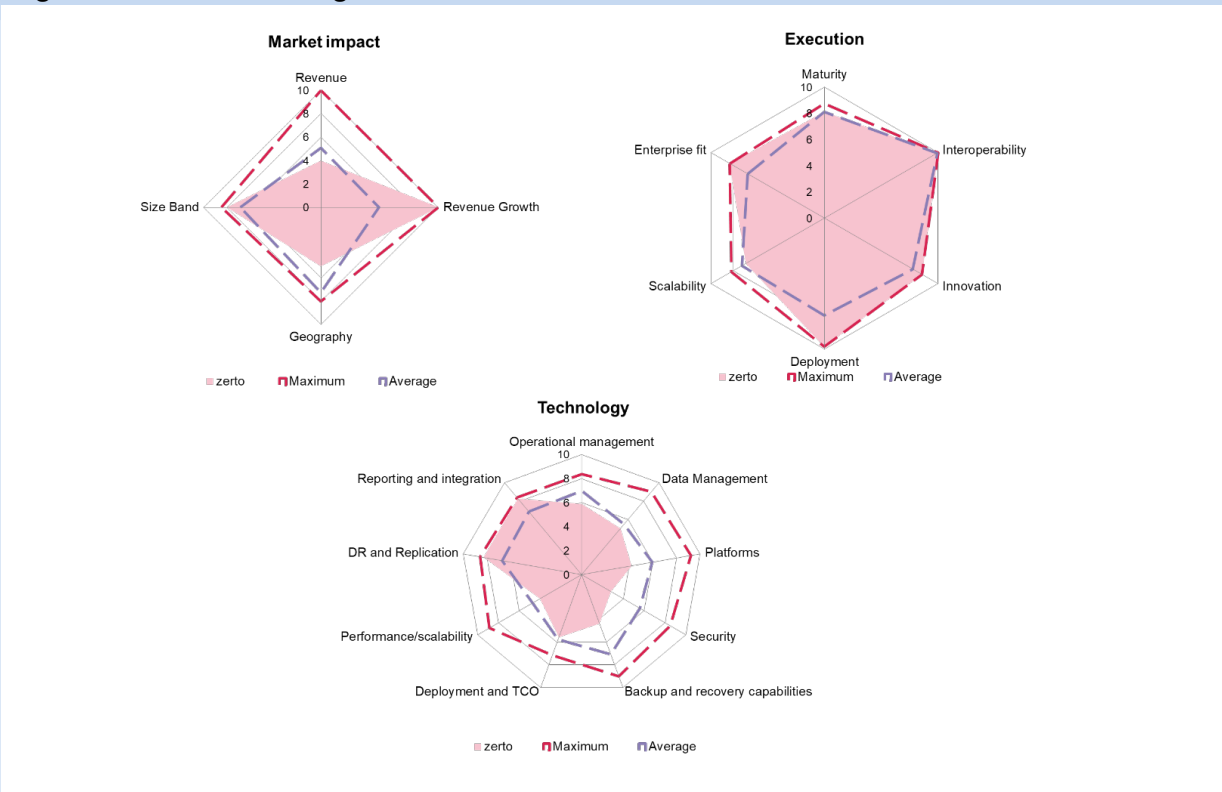 Market impact
Revenue
10
8
6
4
2
0
Size Band
Revenue Growth
Geography
zerto Maximum Average
Execution
Maturity
10
8
6
4
2
0
Enterprise fit
Interoperability
Scalability
Innovation
Deployment
zerto Maximum Average
Technology
Operational management
10
8
6
4
2
0
Reporting and integration
Data Management
DR and Replication
Platforms
Performance/scalability
Security
Deployment and TCO
Backup and recovery capabilities
zerto Maximum Average